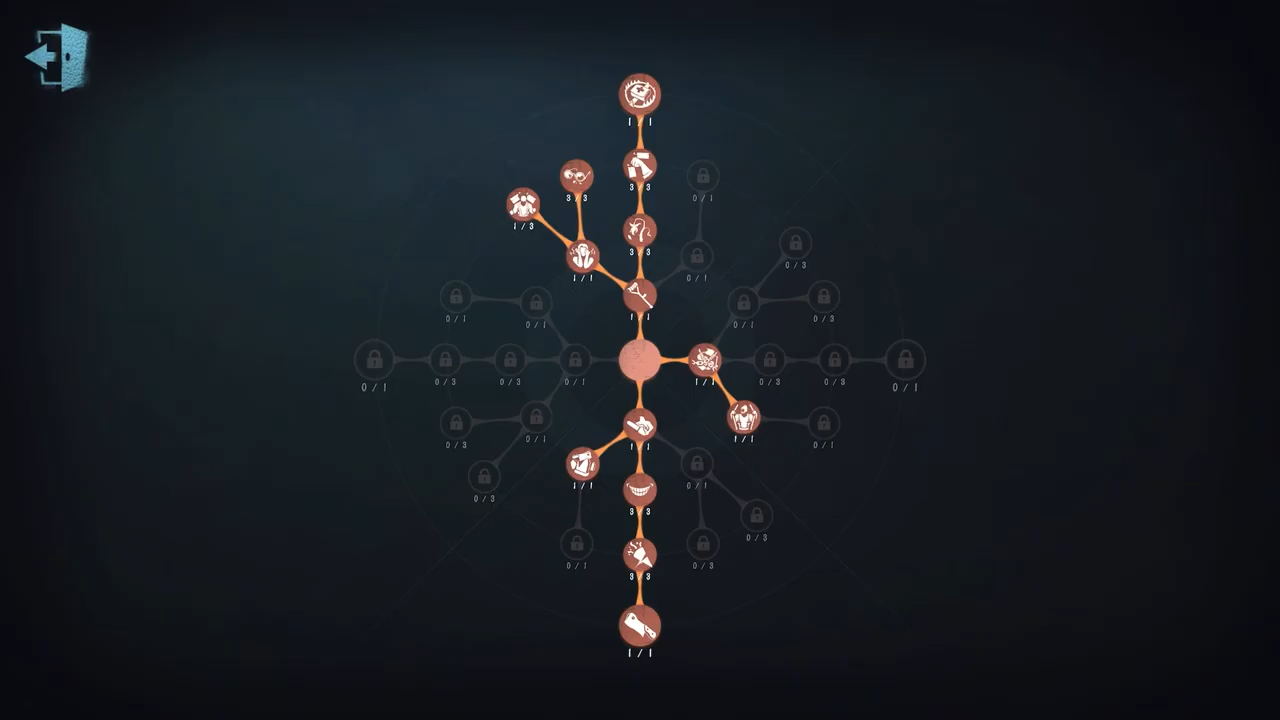 1 / 1
3 / 3
3 / 3 0 / 1
1 / 3
3 / 3
1 / 1 0 / 1
0 / 3
0 / 1 0 / 1 1 / 1 0 / 1 0 / 3
0 / 1 0 / 3 0 / 3 0 / 1 1 / 1 0 / 3 0 / 3 0 / 1
0 / 3 0 / 1 1 / 1 1 / 1 0 / 1
0 / 3 1 / 1 0 / 1
3 / 3
0 / 3
0 / 1 3 / 3 0 / 3
1 / 1